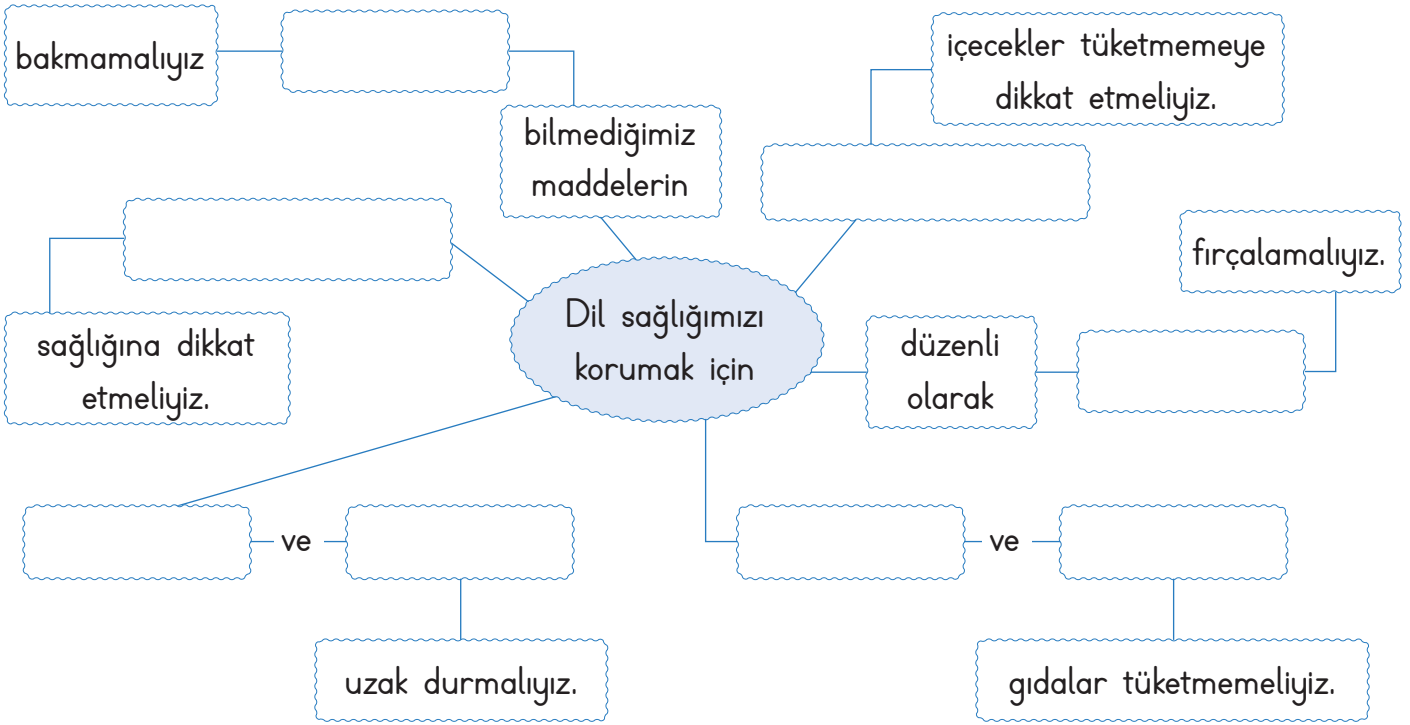 bakmamalıyız
bilmediğimiz
maddelerin
içecekler tüketmemeye
dikkat etmeliyiz.
fırçalamalıyız.
sağlığına dikkat
etmeliyiz.
Dil sağlığımızı
korumak için
düzenli
olarak
ve
ve
uzak durmalıyız.
gıdalar tüketmemeliyiz.